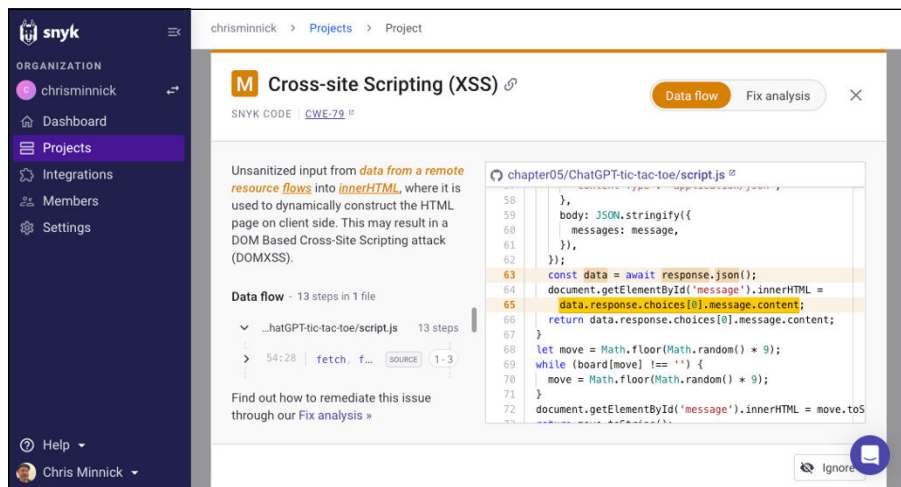 snyk
ORGANIZATION
C
chrisminnick
Dashboard
Projects
Integrations
Members
Settings
Help
Chris Minnick
chrisminnick > Projects > Project
M Cross-site Scripting (XSS)
SNYK CODE | CWE-79
Data flow
Fix analysis
Unsanitized input from data from a remote
resource flows into innerHTML, where it is
used to dynamically construct the HTML
page on client side. This may result in a
DOM Based Cross-Site Scripting attack
(DOMXSS).
Data flow · 13 steps in 1 file
...hatGPT-tic-tac-toe/script.js 13 steps
54:28 | fetch, f... SOURCE 1-3
Find out how to remediate this issue
through our Fix analysis »
chapter05/ChatGPT-tic-tac-toe/script.js
58 },
59 body: JSON.stringify({
60 messages: message,
61 }),
62 });
63 const data = await response.json();
64 document.getElementById('message').innerHTML =
65 data.response.choices[0].message.content;
66 return data.response.choices[0].message.content;
67 }
68 let move = Math.floor(Math.random() * 9);
69 while (board[move] !== '') {
70 move = Math.floor(Math.random() * 9);
71 }
72 document.getElementById('message').innerHTML = move.toS
Ignore